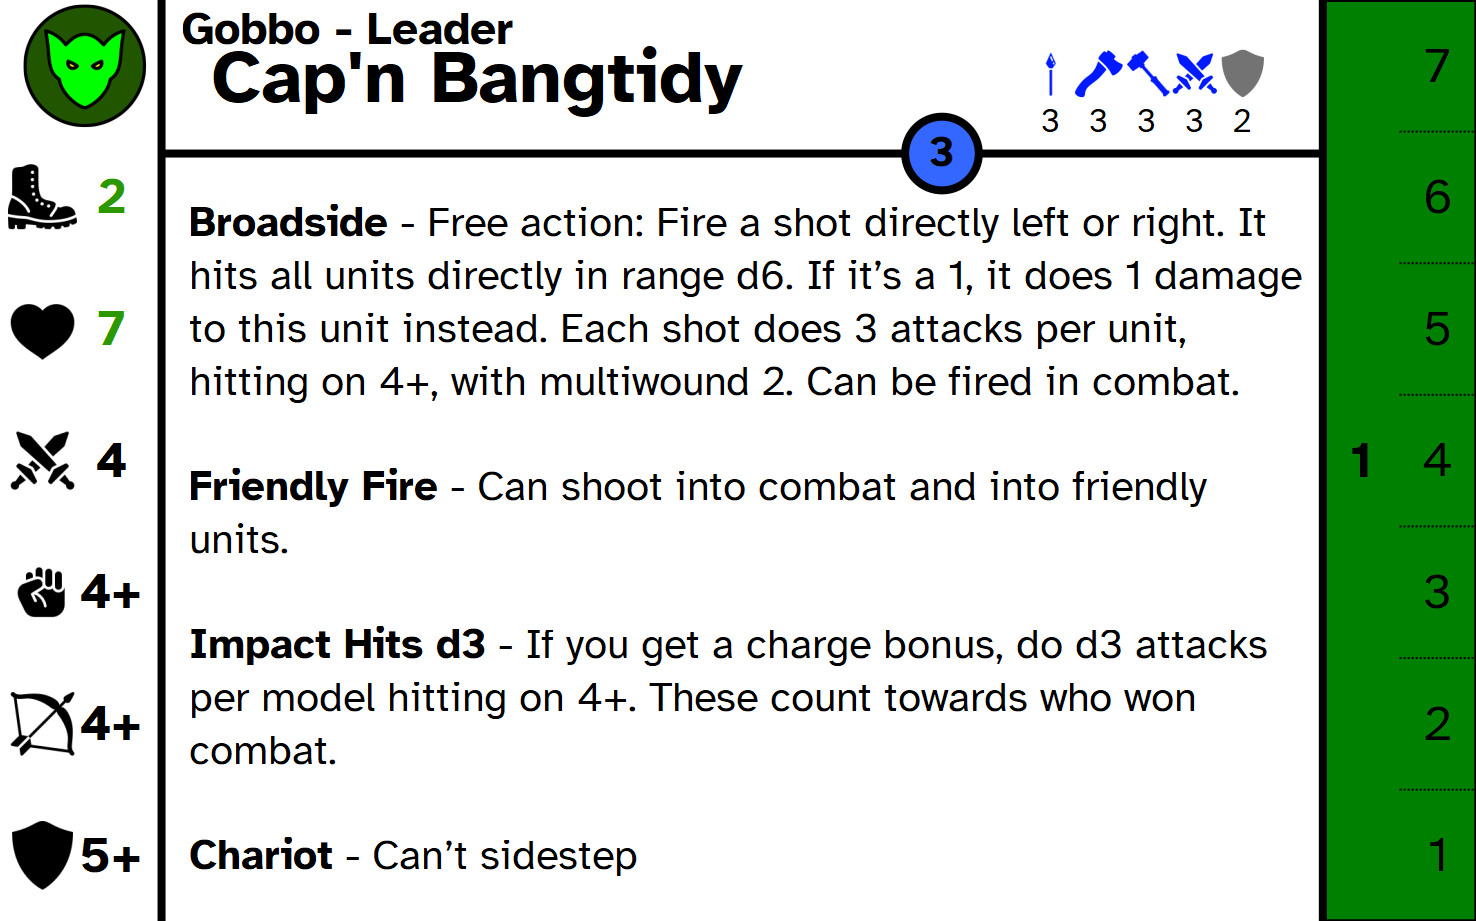 Gobbo - Leader
Cap'n Bangtidy
3 3 3 3 2
3
2
7
4
4+
4+
5+
Broadside - Free action: Fire a shot directly left or right. It
hits all units directly in range d6. If it’s a 1, it does 1 damage
to this unit instead. Each shot does 3 attacks per unit,
hitting on 4+, with multiwound 2. Can be fired in combat.
Friendly Fire - Can shoot into combat and into friendly
units.
Impact Hits d3 - If you get a charge bonus, do d3 attacks
per model hitting on 4+. These count towards who won
combat.
Chariot - Can’t sidestep
7
6
5
1 4
3
2
1